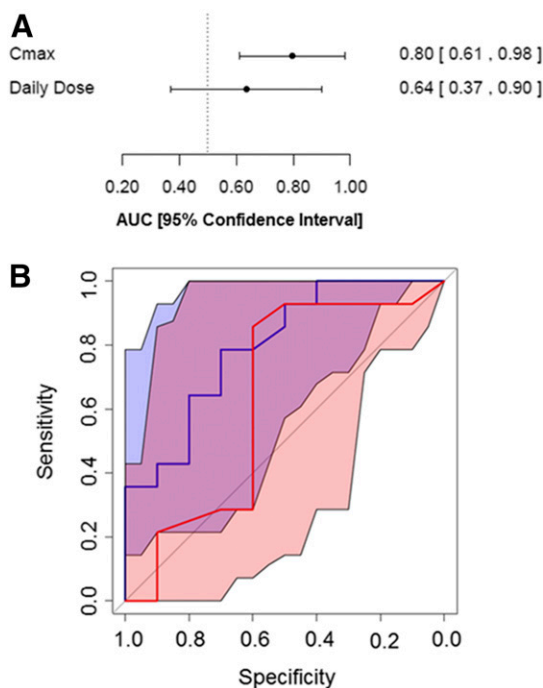 A
Cmax 0.80 [ 0.61 , 0.98 ]
Daily Dose 0.64 [ 0.37 , 0.90 ]
0.20 0.40 0.60 0.80 1.00
AUC [95% Confidence Interval]
B
1.0
0.8
0.6
0.4
0.2
0.0
Sensitivity
1.0 0.8 0.6 0.4 0.2 0.0
Specificity